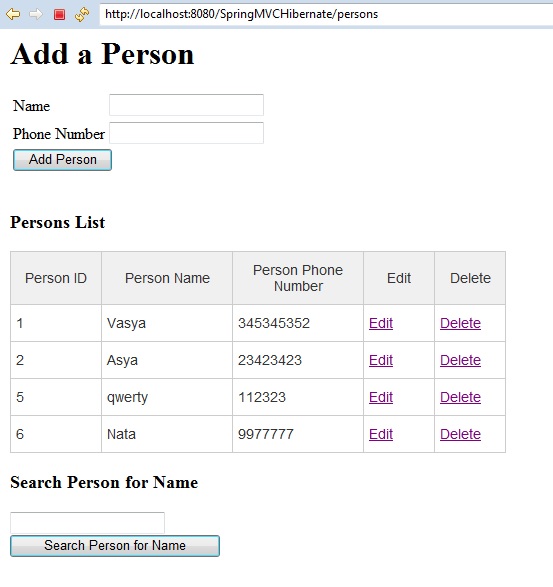 http://localhost:8080/SpringMVCHibernate/persons
Add a Person
Name
Phone Number
Add Person
Persons List
Person ID Person Name Person Phone Number Edit Delete
1 Vasya 345345352 Edit Delete
2 Asya 23423423 Edit Delete
5 qwerty 112323 Edit Delete
6 Nata 9977777 Edit Delete
Search Person for Name
Search Person for Name